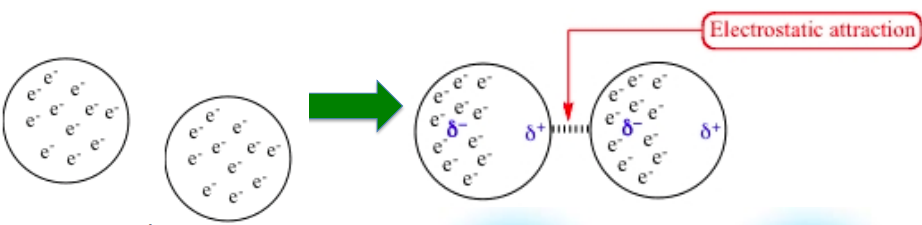 Electrostatic attraction
e-
e-
e- e- e-
e- e-
e-
e- e-
e-
e- e-
e- e- e-
e- e-
e-
e- e-
e- e-
e- e-
e- e-
δ- δ+
e- e-
e- e-
e-
e- e-
e- e-
e- e-
δ- δ+
e- e-
e- e-
e-